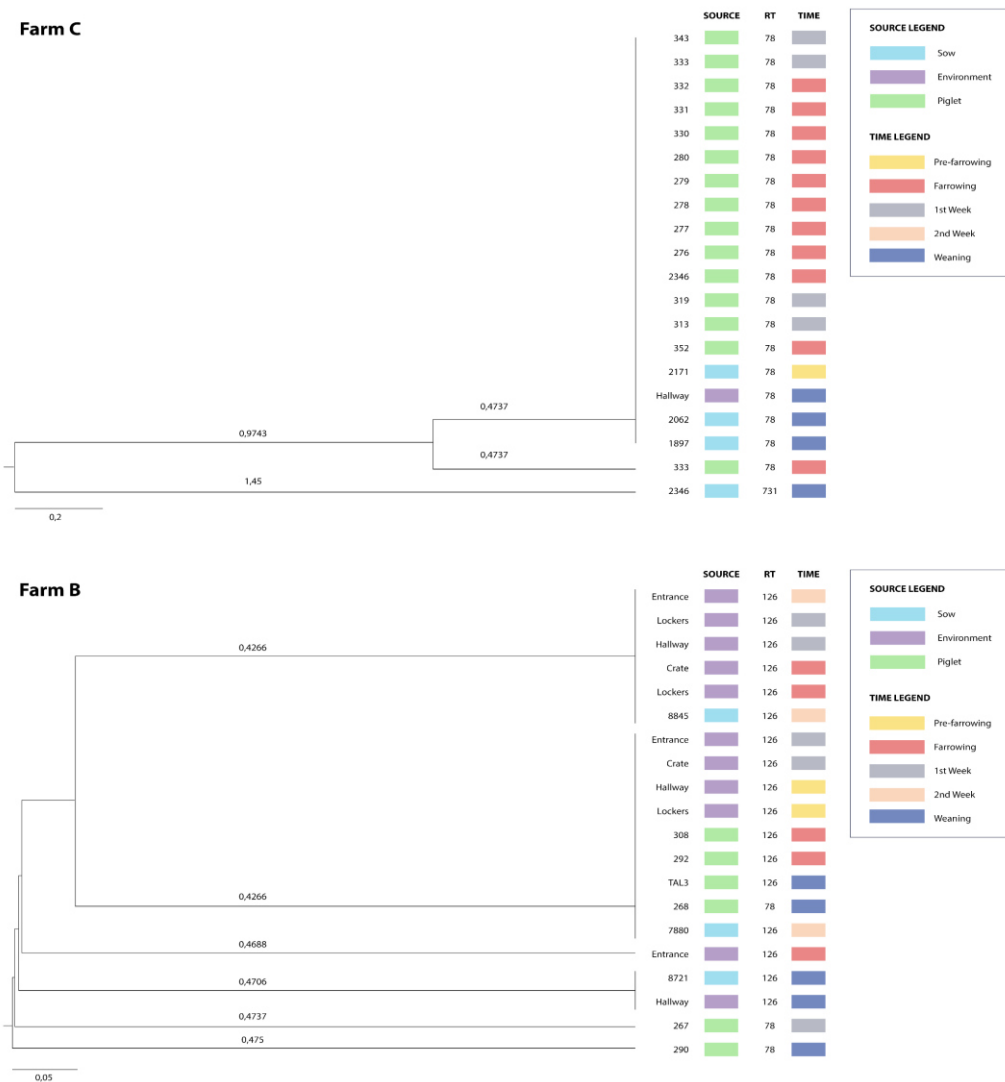 Farm C
SOURCE RT TIME
343 78
333 78
332 78
331 78
330 78
280 78
279 78
278 78
277 78
276 78
2346 78
319 78
313 78
352 78
2171 78
Hallway 78
0,4737
2062 78
0,9743
1897 78
0,4737
333 78
1,45
2346 731
0,2
SOURCE LEGEND
Sow
Environment
Piglet
TIME LEGEND
Pre-farrowing
Farrowing
1st Week
2nd Week
Weaning
Farm B
SOURCE RT TIME
Entrance 126
Lockers 126
Hallway 126
0,4266
Crate 126
Lockers 126
8845 126
Entrance 126
Crate 126
Hallway 126
Lockers 126
308 126
292 126
TAL3 126
0,4266
268 78
7880 126
0,4688
Entrance 126
8721 126
0,4706
Hallway 126
0,4737
267 78
0,475
290 78
0,05
SOURCE LEGEND
Sow
Environment
Piglet
TIME LEGEND
Pre-farrowing
Farrowing
1st Week
2nd Week
Weaning